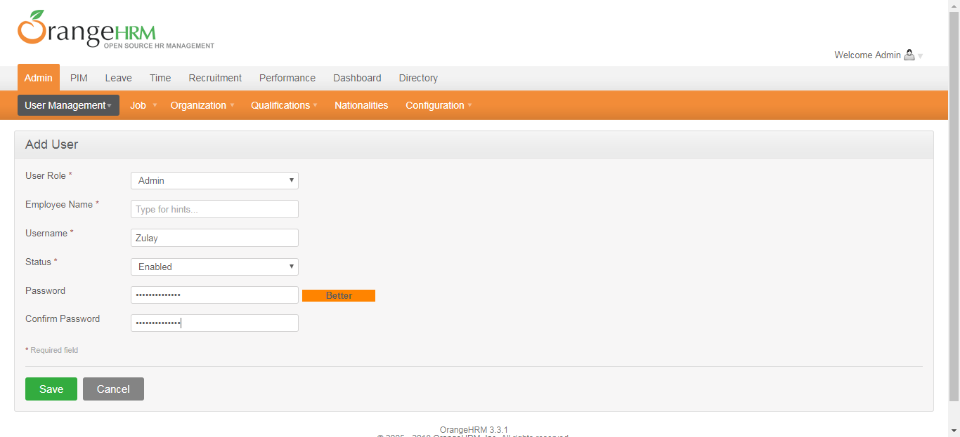 OrangeHRM
OPEN SOURCE HR MANAGEMENT
Welcome Admin
Admin PIM Leave Time Recruitment Performance Dashboard Directory
User Management Job Organization Qualifications Nationalities Configuration
Add User
User Role * Admin
Employee Name * Type for hints...
Username * Zulay
Status * Enabled
Password •••••••••••••• Better
Confirm Password ••••••••••••••
* Required field
Save Cancel
OrangeHRM 3.3.1